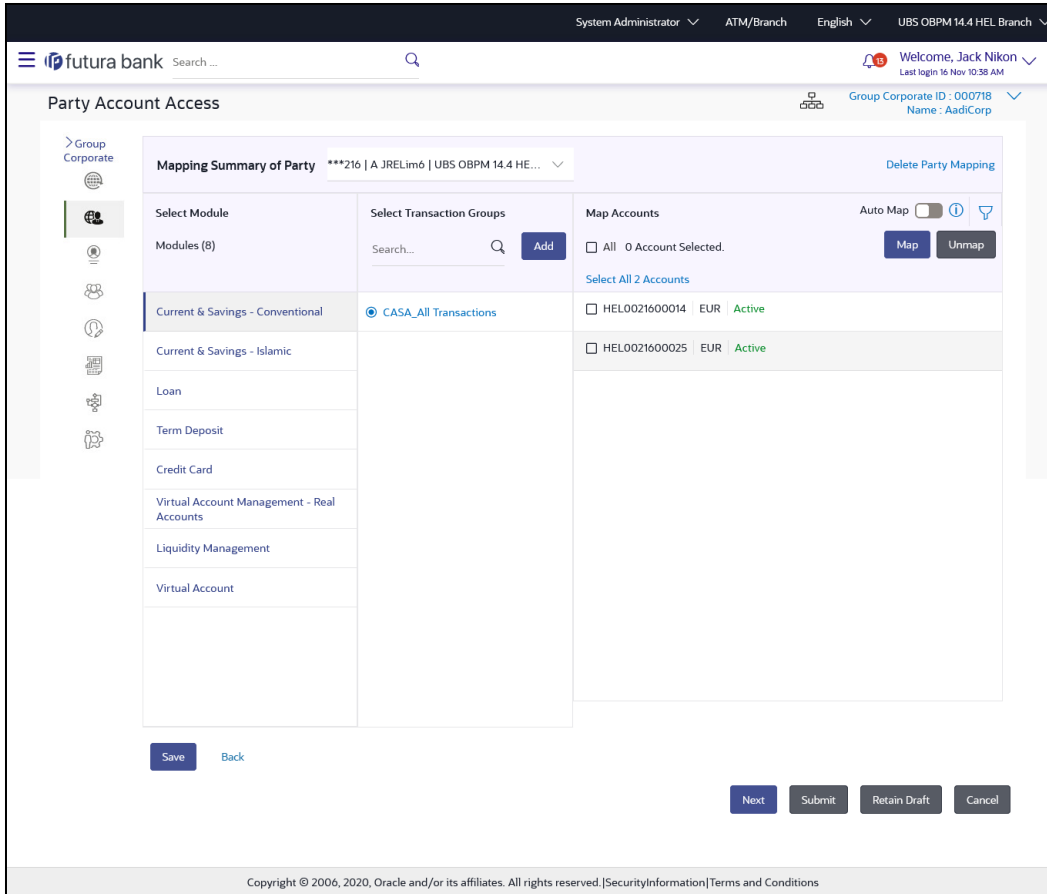 System Administrator ATM/Branch English UBS OBPM 14.4 HEL Branch
futura bank Search ... 13 Welcome, Jack Nikon
Last login 16 Nov 10:38 AM
Party Account Access Group Corporate ID : 000718
Name : AadiCorp
Group
Corporate
Mapping Summary of Party ***216 | A JRELim6 | UBS OBPM 14.4 HE... Delete Party Mapping
Select Module Select Transaction Groups Map Accounts Auto Map
Modules (8) Search... Add All 0 Account Selected. Map Unmap
Select All 2 Accounts
Current & Savings - Conventional CASA_All Transactions HEL0021600014 EUR Active
Current & Savings - Islamic HEL0021600025 EUR Active
Loan
Term Deposit
Credit Card
Virtual Account Management - Real
Accounts
Liquidity Management
Virtual Account
Save Back
Next Submit Retain Draft Cancel
Copyright © 2006, 2020, Oracle and/or its affiliates. All rights reserved.|SecurityInformation|Terms and Conditions